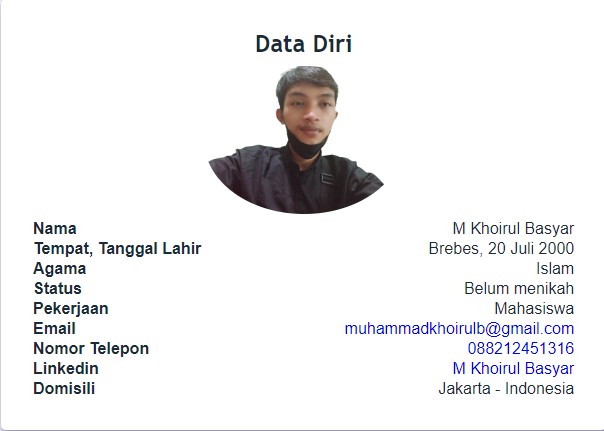 Data Diri
Nama M Khoirul Basyar
Tempat, Tanggal Lahir Brebes, 20 Juli 2000
Agama Islam
Status Belum menikah
Pekerjaan Mahasiswa
Email muhammadkhoirulb@gmail.com
Nomor Telepon 088212451316
Linkedin M Khoirul Basyar
Domisili Jakarta - Indonesia